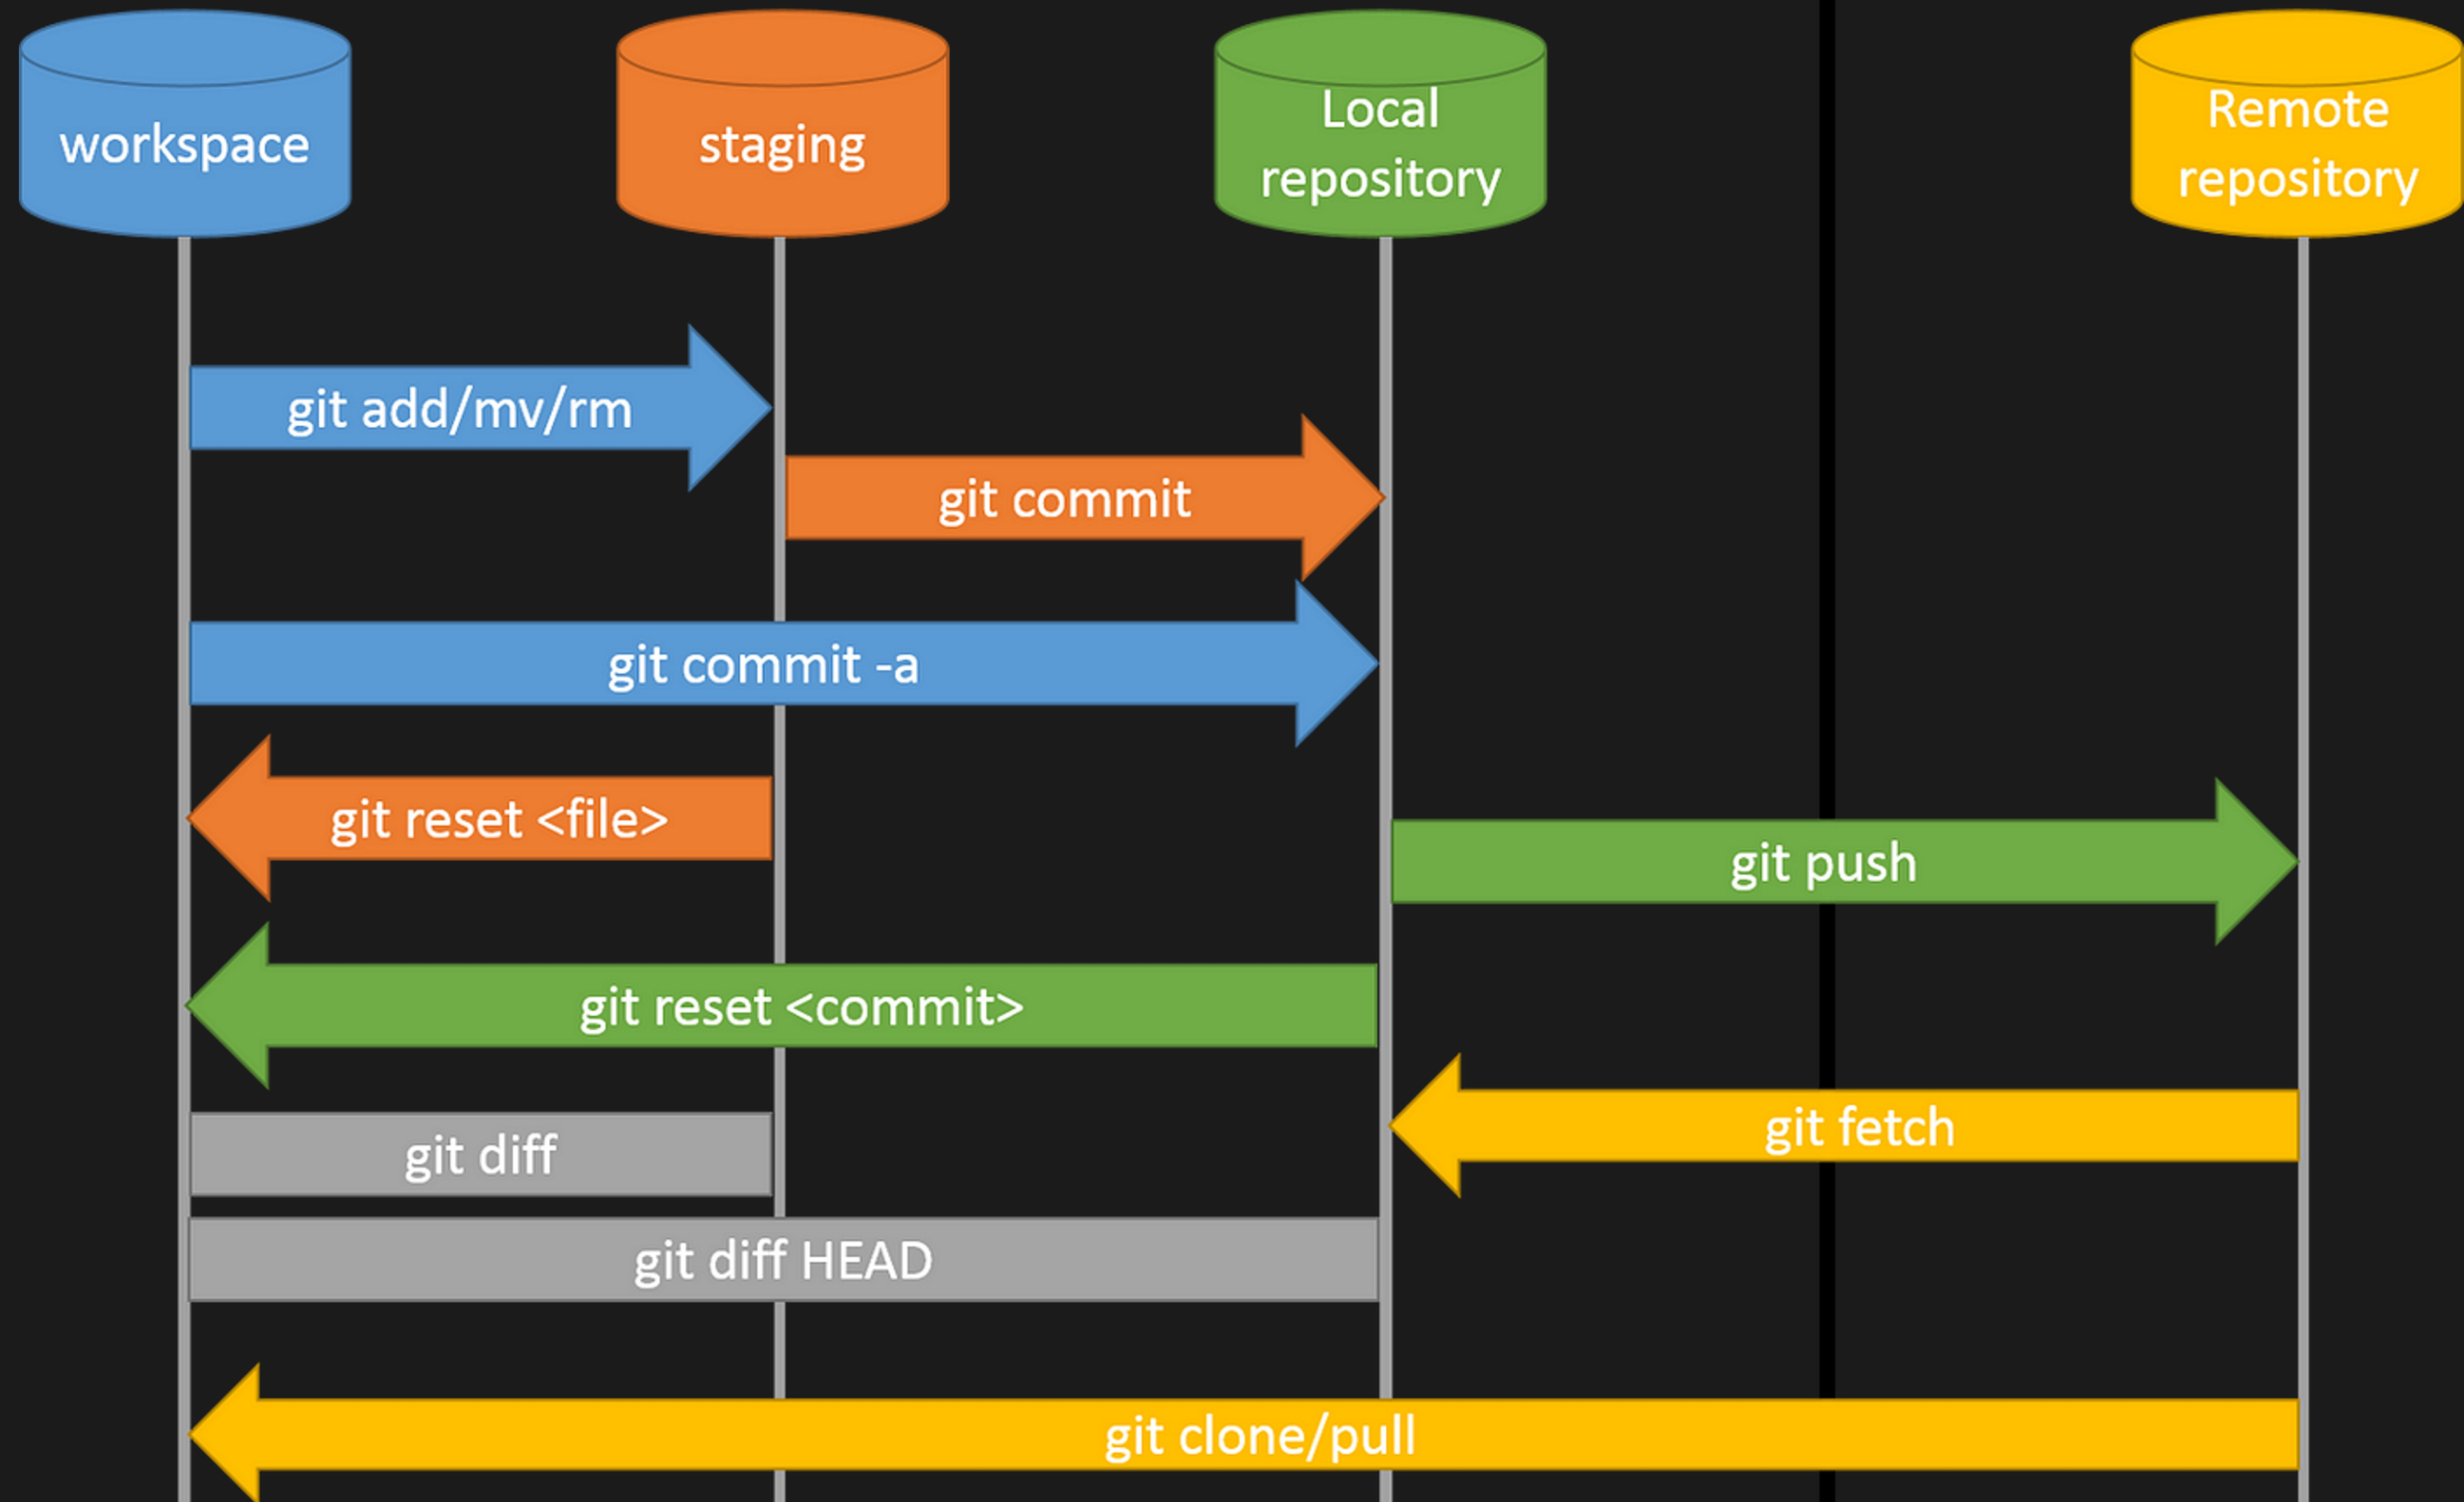 workspace
staging
Local
repository
Remote
repository
git add/mv/rm
git commit
git commit -a
git reset <file>
git push
git reset <commit>
git fetch
git diff
git diff HEAD
git clone/pull